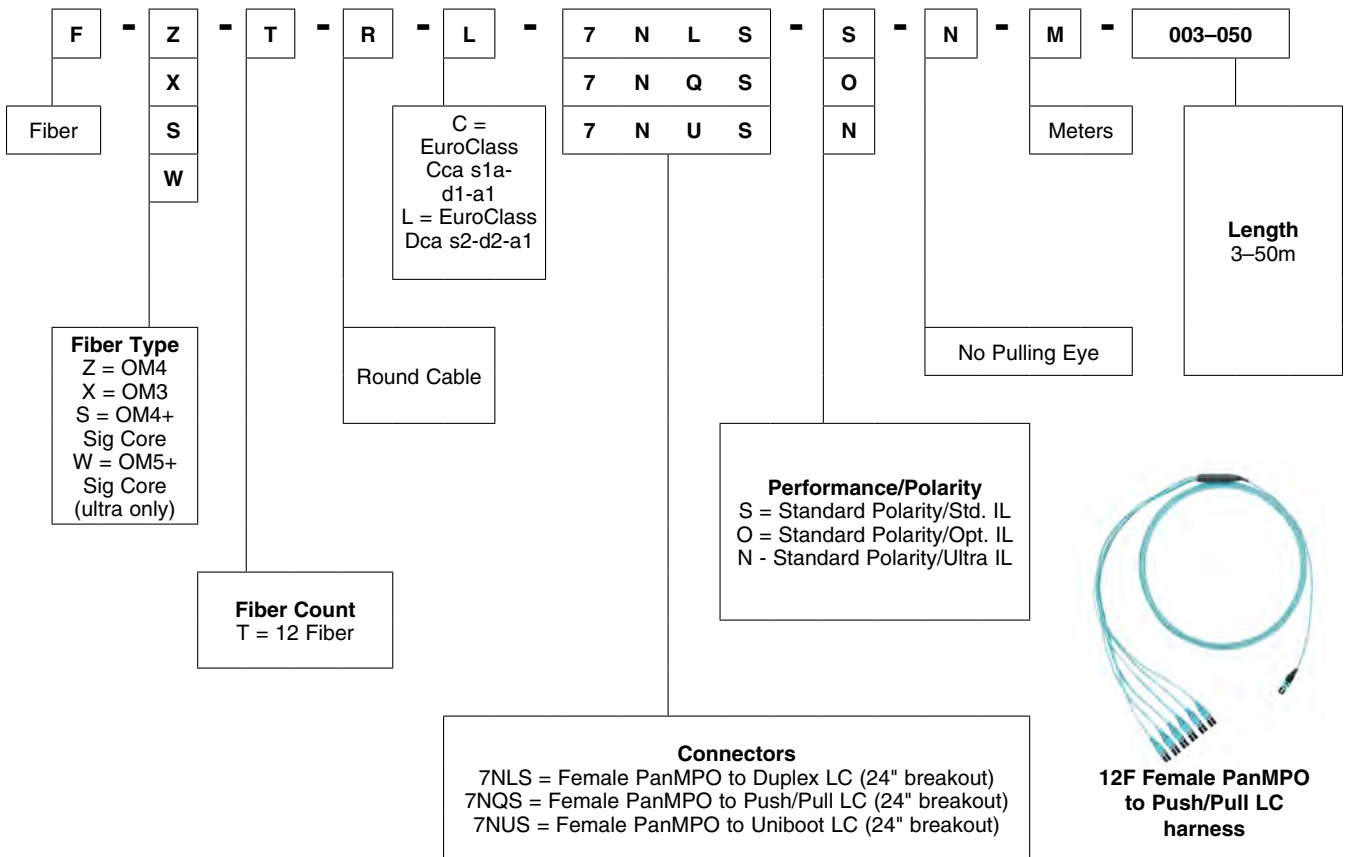 F - Z - T - R - L - 7 N L S - S - N - M - 003–050
X 7 N Q S O
S 7 N U S N
W
Fiber
C =
EuroClass
Cca s1a-
d1-a1
L = EuroClass
Dca s2-d2-a1
Meters
Length
3–50m
Fiber Type
Z = OM4
X = OM3
S = OM4+
Sig Core
W = OM5+
Sig Core
(ultra only)
Round Cable
No Pulling Eye
Performance/Polarity
S = Standard Polarity/Std. IL
O = Standard Polarity/Opt. IL
N - Standard Polarity/Ultra IL
Fiber Count
T = 12 Fiber
Connectors
7NLS = Female PanMPO to Duplex LC (24" breakout)
7NQS = Female PanMPO to Push/Pull LC (24" breakout)
7NUS = Female PanMPO to Uniboot LC (24" breakout)
12F Female PanMPO
to Push/Pull LC
harness